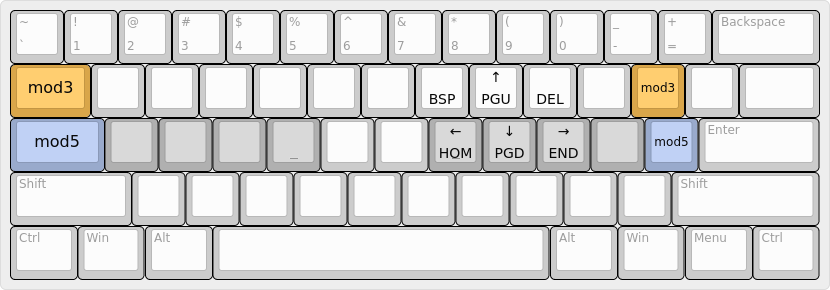 ~ ! @ # $ % ^ & * ( ) _ + Backspace
` 1 2 3 4 5 6 7 8 9 0 - =
mod3 ↑ mod3
BSP PGU DEL
mod5 ← ↓ → mod5 Enter
_ HOM PGD END
Shift Shift
Ctrl Win Alt Alt Win Menu Ctrl